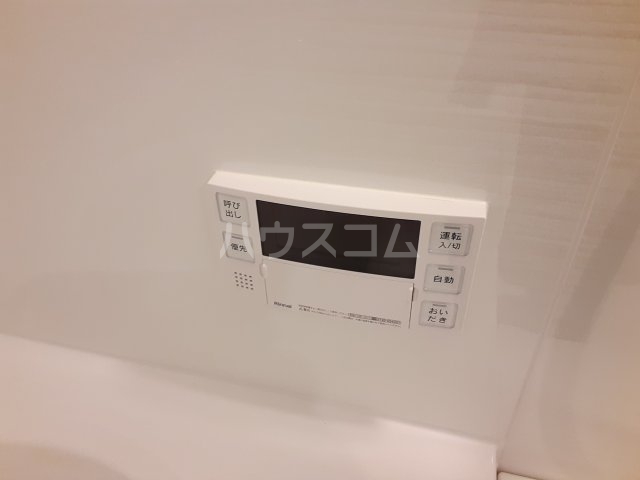 呼び
出し
優先
ハウスコム
運転
入/切
自動
おい
だき
Rinnai